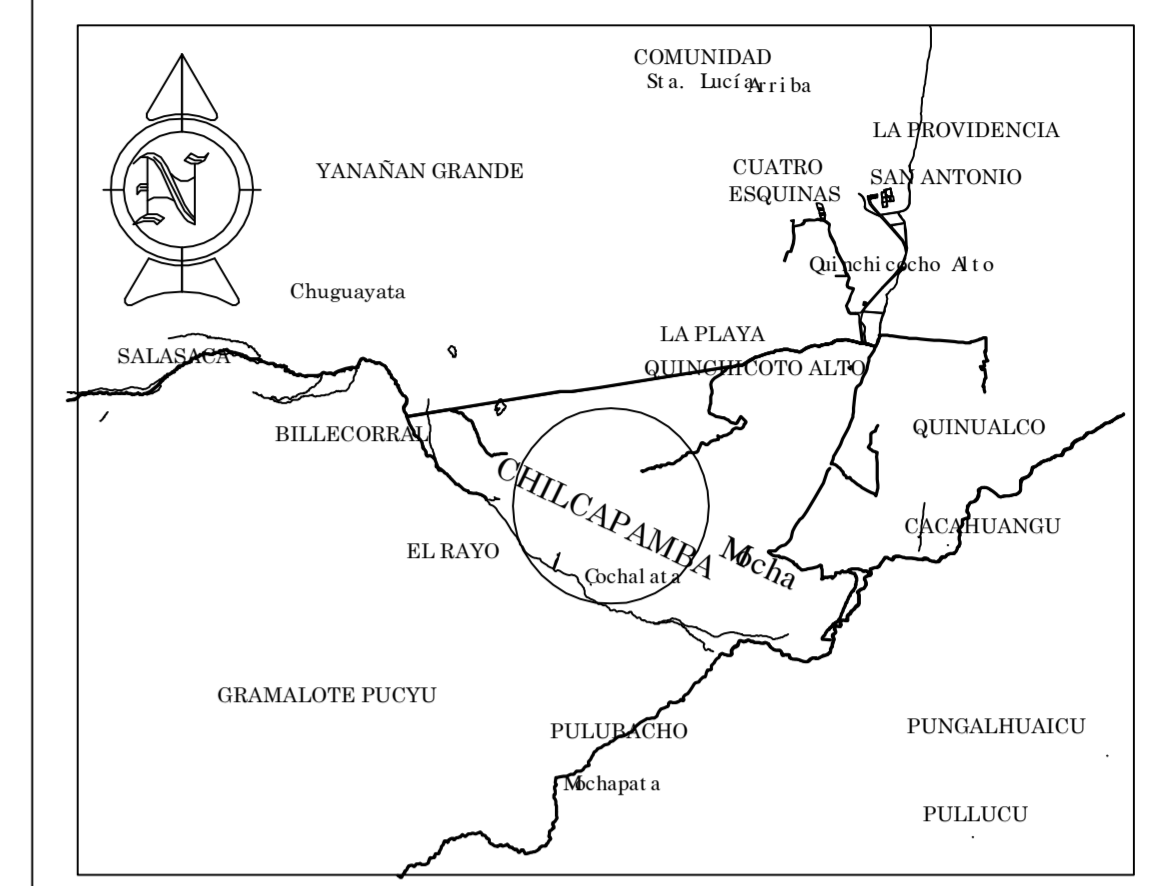 COMUNIDAD
Sta. Lucía Arriba
LA PROVIDENCIA
YANAÑAN GRANDE
CUATRO
ESQUINAS
SAN ANTONIO
N
Quinchicocho Alto
Chuguayata
LA PLAYA
SALASACA
QUINCHICOTO ALTO
BILLECORRAL
QUINUALCO
CHILCAPAMBA
CACAHUANGU
EL RAYO
Mocha
Cochalata
GRAMALOTE PUCYU
PULUBACHO
PUNGALHUAICU
Mochapata
PULLUCU